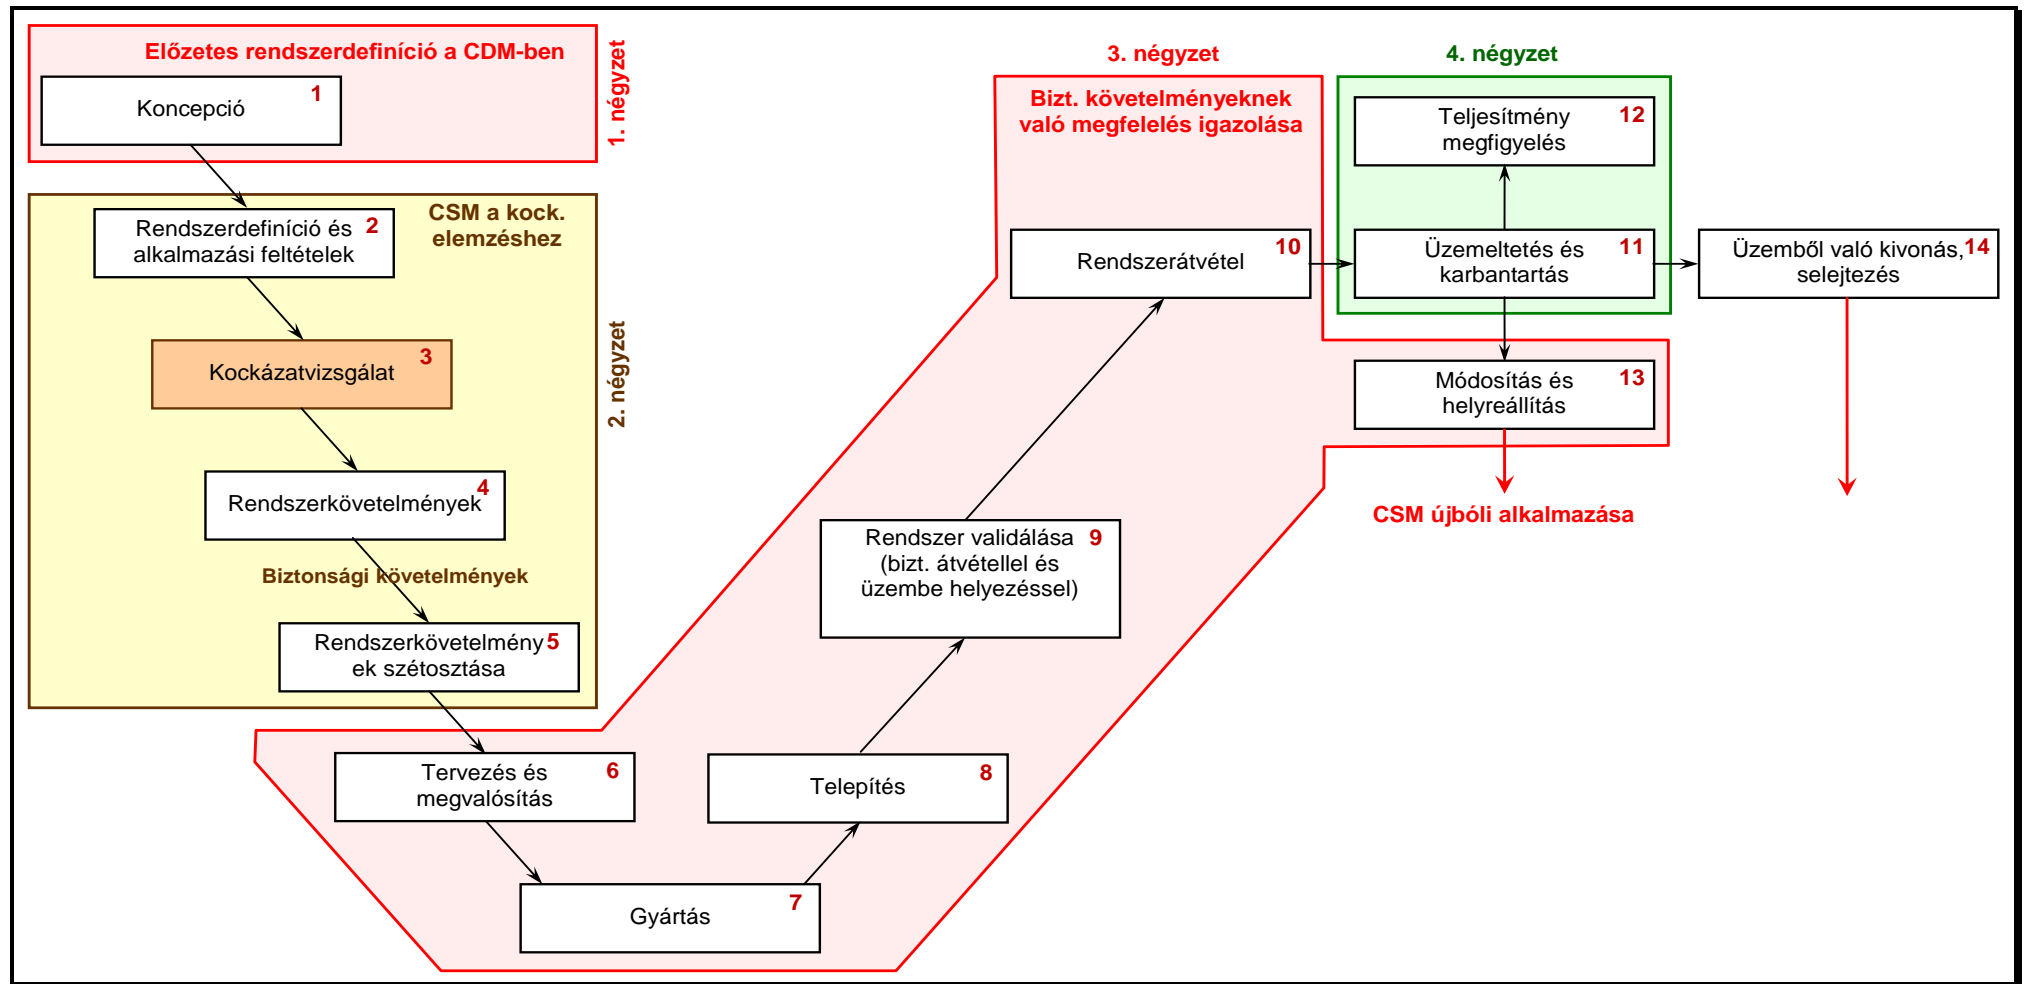 Előzetes rendszerdefiníció a CDM-ben
1. négyzet
Koncepció
1
CSM a kock.
elemzéshez
2. négyzet
Rendszerdefiníció és
alkalmazási feltételek
2
Kockázatvizsgálat
3
Rendszerkövetelmények
4
Biztonsági követelmények
Rendszerkövetelmény
ek szétosztása
5
3. négyzet
Bizt. követelményeknek
való megfelelés igazolása
Tervezés és
megvalósítás
6
Gyártás
7
Telepítés
8
Rendszer validálása
(bizt. átvétellel és
üzembe helyezéssel)
9
Rendszerátvétel
10
4. négyzet
Üzemeltetés és
karbantartás
11
Teljesítmény
megfigyelés
12
Módosítás és
helyreállítás
13
Üzemből való kivonás,
selejtezés
14
CSM újbóli alkalmazása